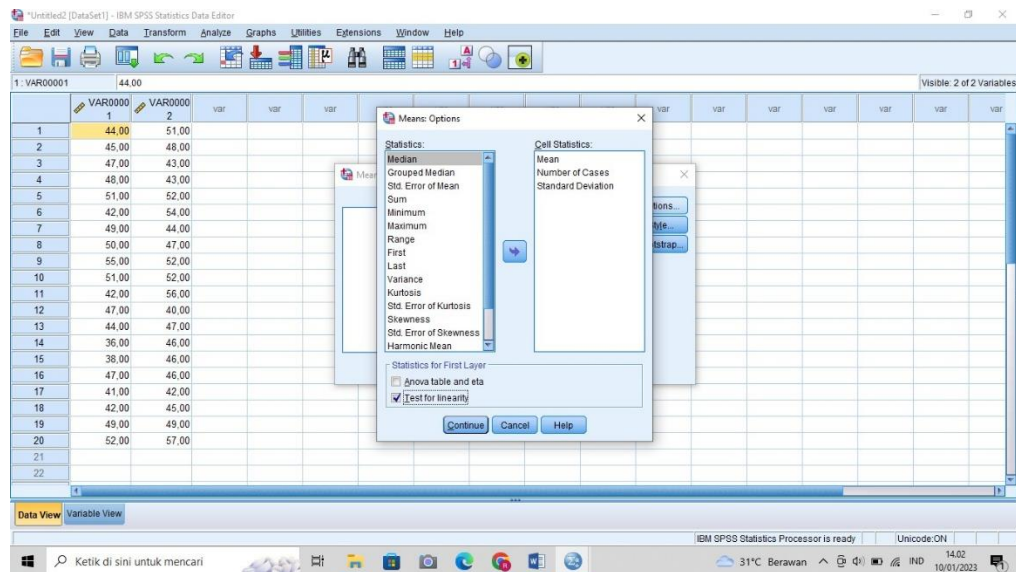 *Untitled2 [DataSet1] - IBM SPSS Statistics Data Editor
File Edit View Data Transform Analyze Graphs Utilities Extensions Window Help
1 : VAR00001 44,00 Visible: 2 of 2 Variables
VAR00001 VAR00002 var var var var var var var var var var
1 44,00 51,00
2 45,00 48,00
3 47,00 43,00
4 48,00 43,00
5 51,00 52,00
6 42,00 54,00
7 49,00 44,00
8 50,00 47,00
9 55,00 52,00
10 51,00 52,00
11 42,00 56,00
12 47,00 40,00
13 44,00 47,00
14 36,00 46,00
15 38,00 46,00
16 47,00 46,00
17 41,00 42,00
18 42,00 45,00
19 49,00 49,00
20 52,00 57,00
21
22
Means: Options
Statistics:
Median
Grouped Median
Std. Error of Mean
Sum
Minimum
Maximum
Range
First
Last
Variance
Kurtosis
Std. Error of Kurtosis
Skewness
Std. Error of Skewness
Harmonic Mean
Cell Statistics:
Mean
Number of Cases
Standard Deviation
Statistics for First Layer
Anova table and eta
Test for linearity
Continue Cancel Help
Data View Variable View
IBM SPSS Statistics Processor is ready Unicode:ON
Ketik di sini untuk mencari
31°C Berawan IND 14.02
10/01/2023